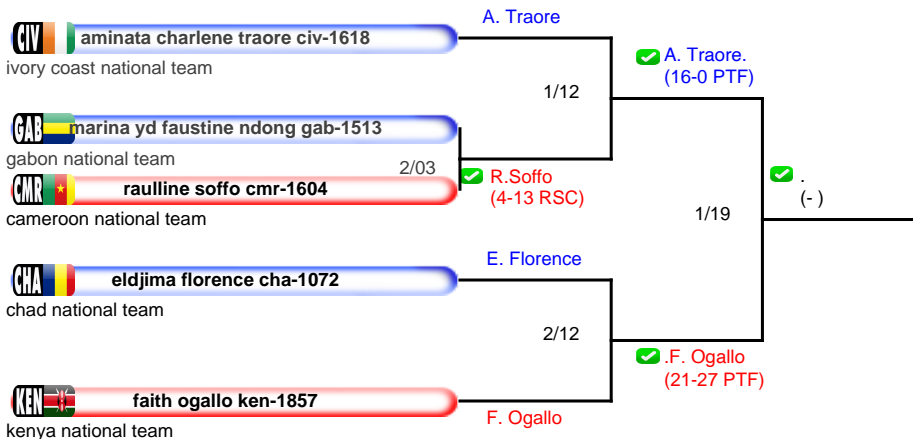 A. Traore
CIV aminata charlene traore civ-1618
ivory coast national team
A. Traore.
(16-0 PTF)
1/12
GAB marina yd faustine ndong gab-1513
gabon national team
2/03
R.Soffo
(4-13 RSC)
CMR raulline soffo cmr-1604
cameroon national team
.
(- )
1/19
E. Florence
CHA eldjima florence cha-1072
chad national team
2/12
.F. Ogallo
(21-27 PTF)
KEN faith ogallo ken-1857
F. Ogallo
kenya national team